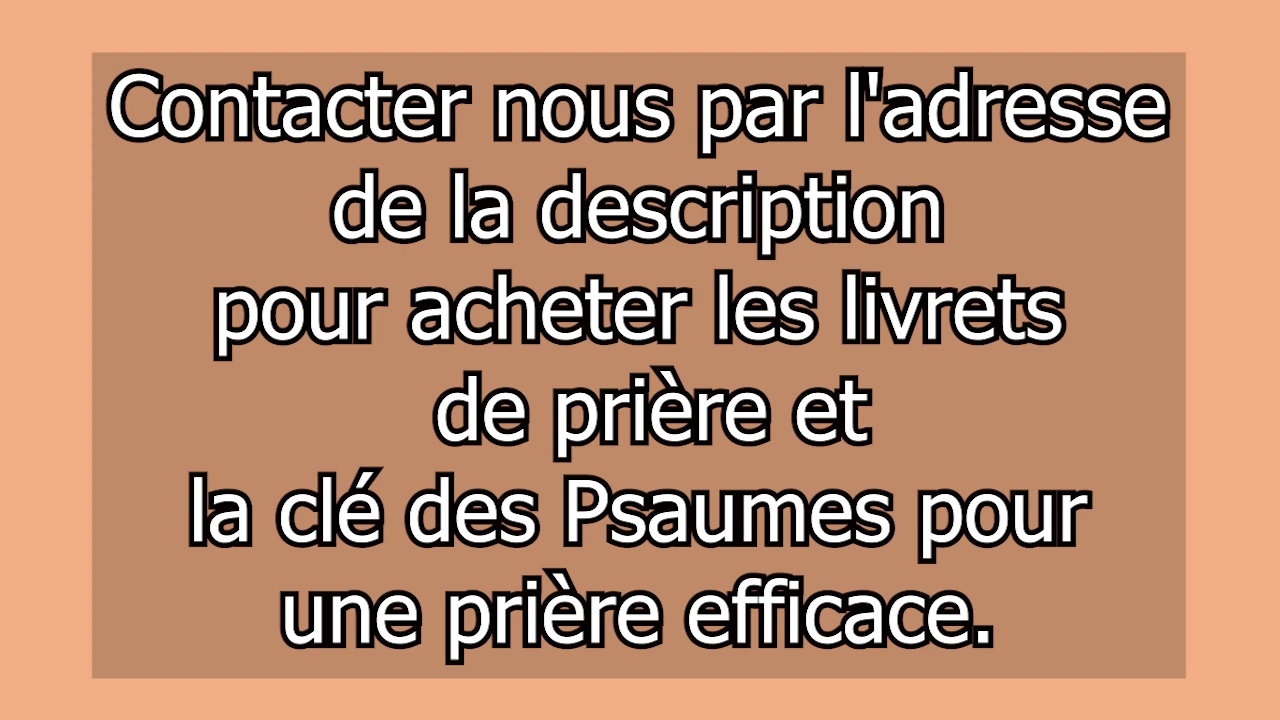 Contacter nous par l'adresse
de la description
pour acheter les livrets
de prière et
la clé des Psaumes pour
une prière efficace.